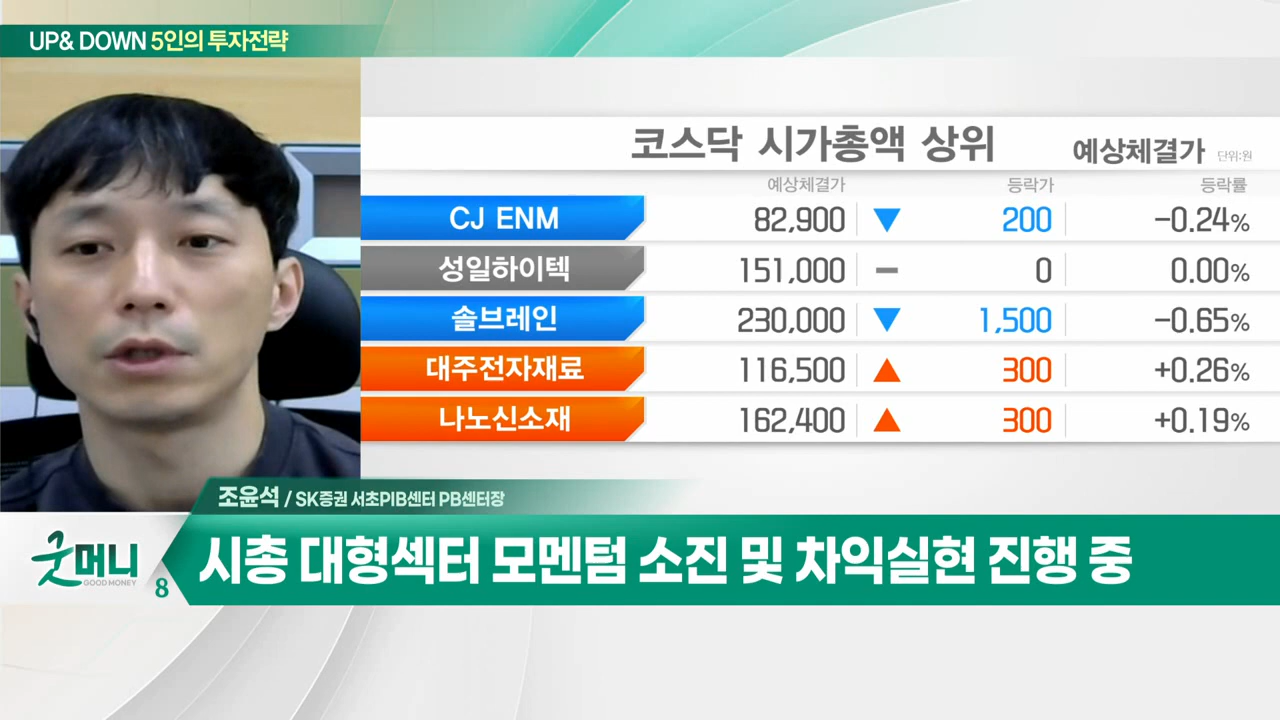 UP& DOWN 5인의 투자전략
코스닥 시가총액 상위 예상체결가 단위:원
예상체결가 등락가 등락률
CJ ENM 82,900 ▼ 200 -0.24%
성일하이텍 151,000 - 0 0.00%
솔브레인 230,000 ▼ 1,500 -0.65%
대주전자재료 116,500 ▲ 300 +0.26%
나노신소재 162,400 ▲ 300 +0.19%
조윤석 / SK증권 서초PIB센터 PB센터장
굿머니
GOOD MONEY
8
시총 대형섹터 모멘텀 소진 및 차익실현 진행 중